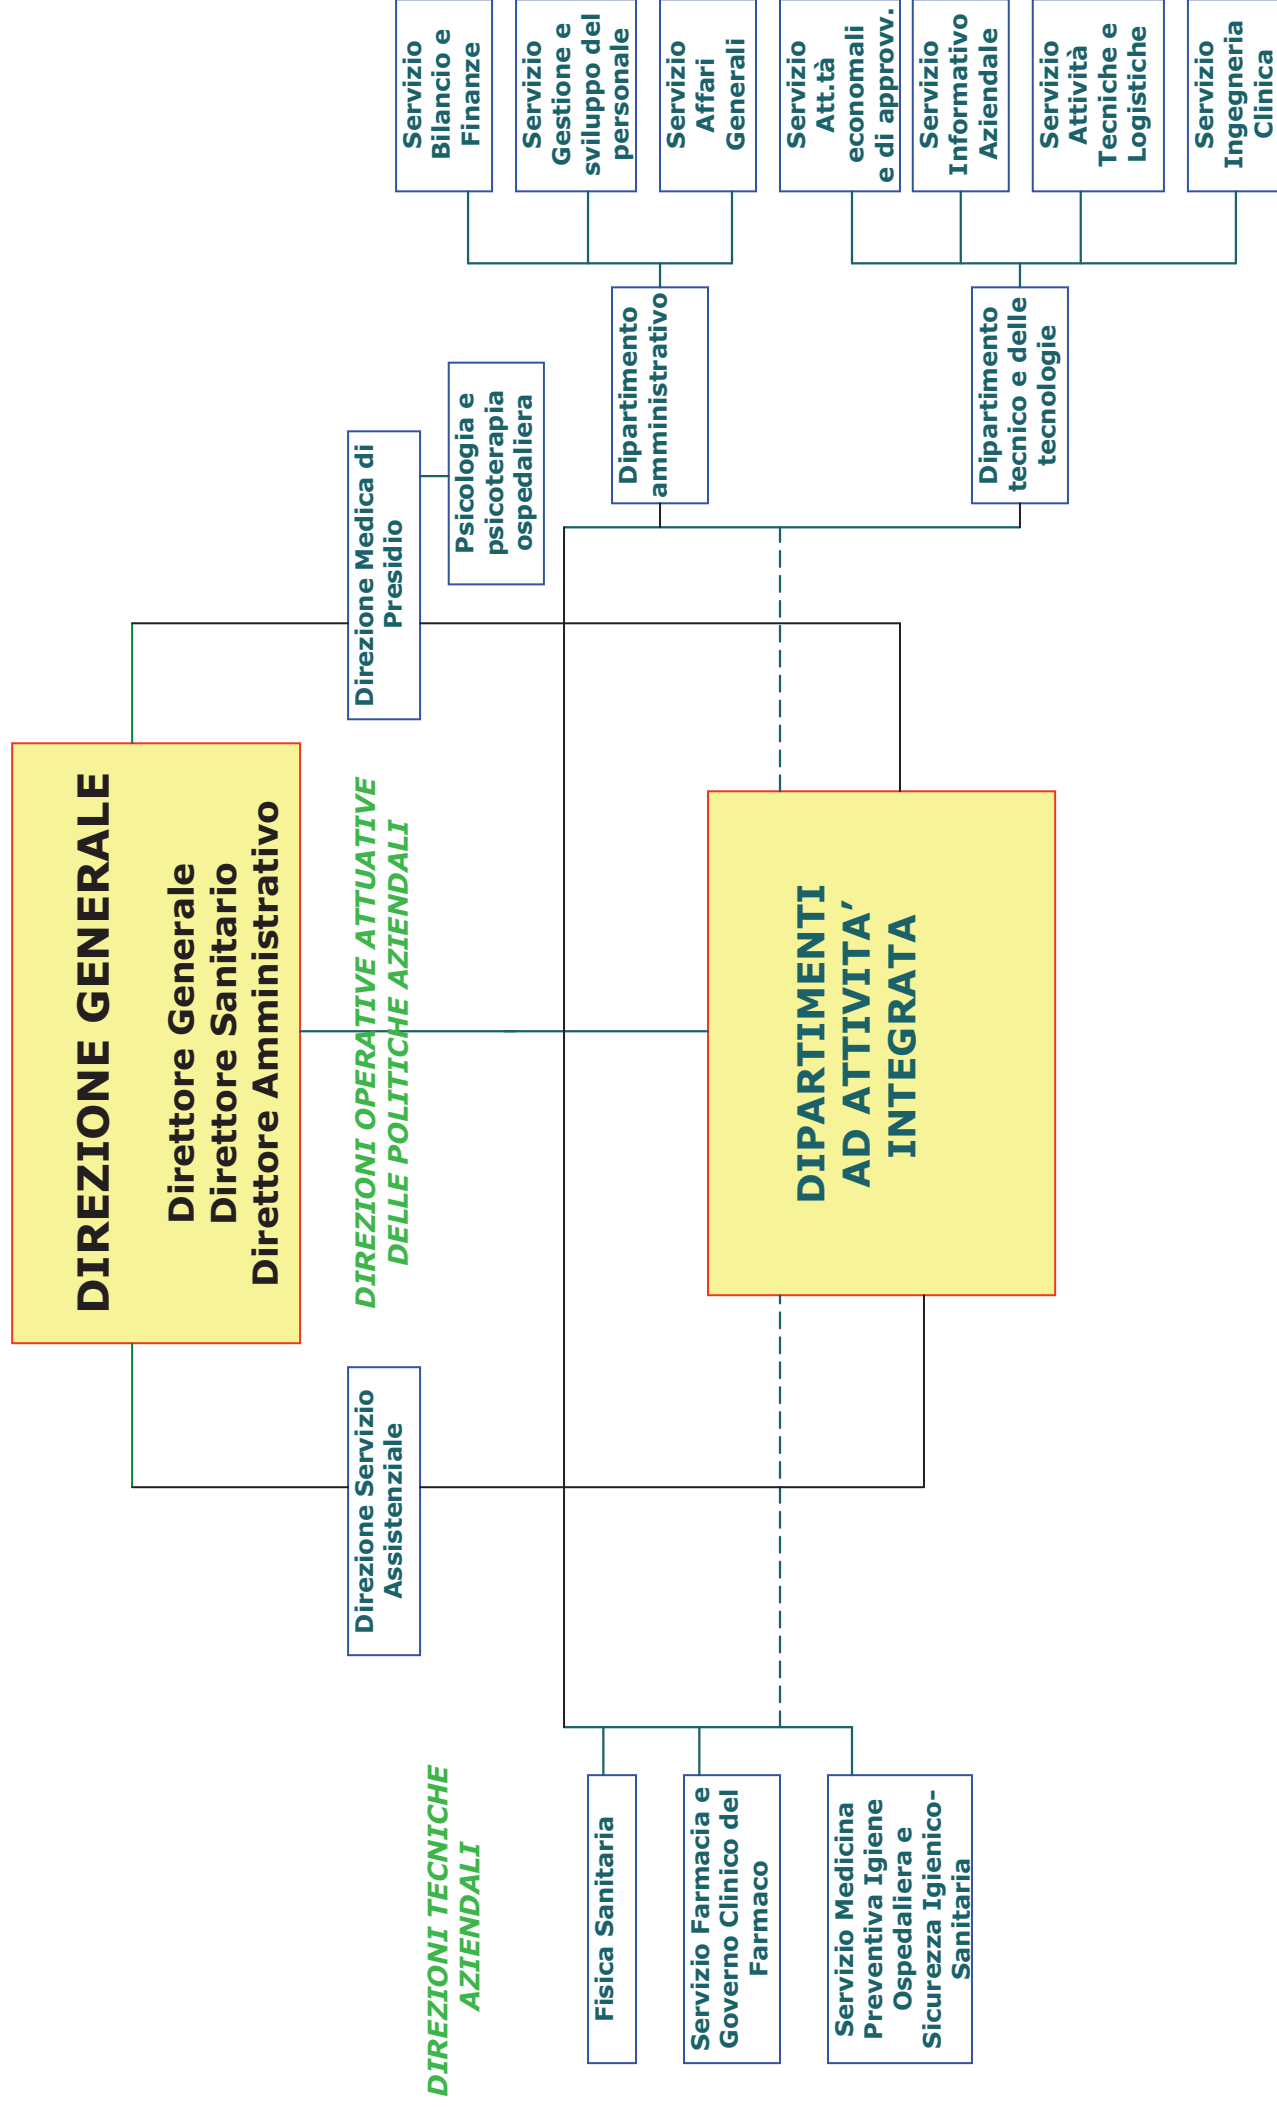 DIREZIONE GENERALE
Direttore Generale
Direttore Sanitario
Direttore Amministrativo
DIREZIONI OPERATIVE ATTUATIVE
DELLE POLITICHE AZIENDALI
Direzione Servizio
Assistenziale
Direzione Medica di
Presidio
Psicologia e
psicoterapia
ospedaliera
DIREZIONI TECNICHE
AZIENDALI
Fisica Sanitaria
Servizio Farmacia e
Governo Clinico del
Farmaco
Servizio Medicina
Preventiva Igiene
Ospedaliera e
Sicurezza Igienico-
Sanitaria
DIPARTIMENTI
AD ATTIVITA’
INTEGRATA
Dipartimento
amministrativo
Servizio
Bilancio e
Finanze
Servizio
Gestione e
sviluppo del
personale
Servizio
Affari
Generali
Dipartimento
tecnico e delle
tecnologie
Servizio
Att.tà
economali
e di approvv.
Servizio
Informativo
Aziendale
Servizio
Attività
Tecniche e
Logistiche
Servizio
Ingegneria
Clinica